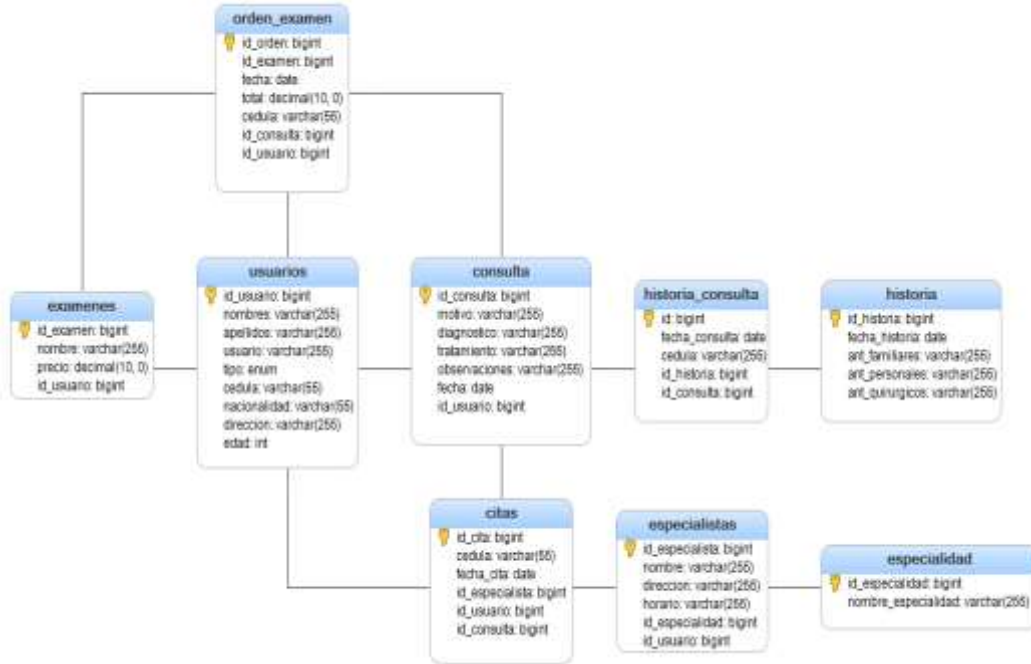 orden_examen
id_orden: bigint
id_examen: bigint
fecha: date
total: decimal(10, 0)
cedula: varchar(55)
id_consulta: bigint
id_usuario: bigint
usuarios
id_usuario: bigint
nombres: varchar(255)
apellidos: varchar(255)
usuario: varchar(255)
tipo: enum
cedula: varchar(55)
nacionalidad: varchar(55)
direccion: varchar(255)
edad: int
consulta
id_consulta: bigint
motivo: varchar(255)
diagnostico: varchar(255)
tratamiento: varchar(255)
observaciones: varchar(255)
fecha: date
id_usuario: bigint
examenes
id_examen: bigint
nombre: varchar(255)
precio: decimal(10, 0)
id_usuario: bigint
historia_consulta
id: bigint
fecha_consulta: date
cedula: varchar(255)
id_historia: bigint
id_consulta: bigint
historia
id_historia: bigint
fecha_historia: date
ant_familiares: varchar(255)
ant_personales: varchar(255)
ant_quirurgicos: varchar(255)
citas
id_cita: bigint
cedula: varchar(55)
fecha_cita: date
id_especialista: bigint
id_usuario: bigint
id_consulta: bigint
especialistas
id_especialista: bigint
nombre: varchar(255)
direccion: varchar(255)
horario: varchar(255)
id_especialidad: bigint
id_usuario: bigint
especialidad
id_especialidad: bigint
nombre_especialidad: varchar(255)